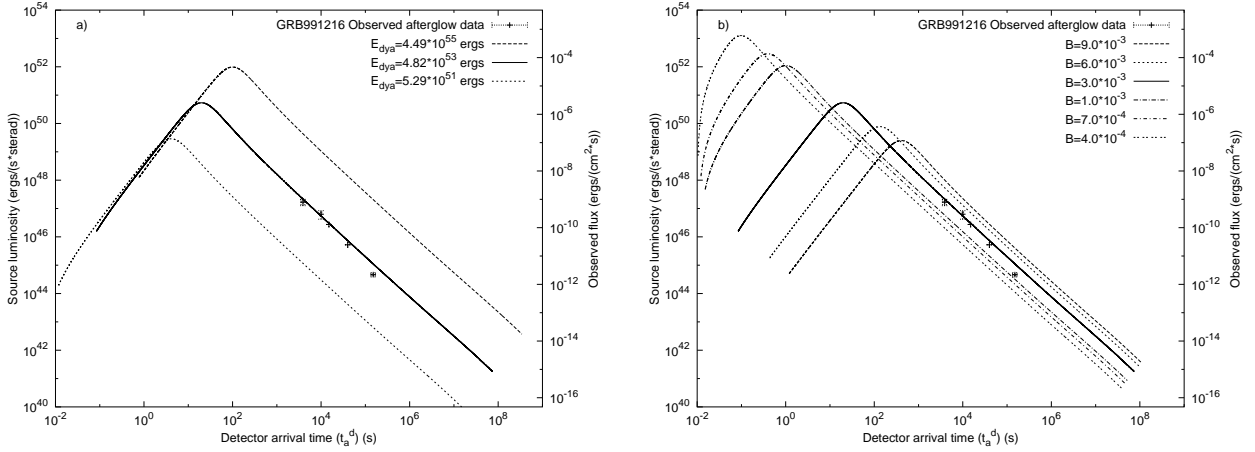 a)
GRB991216 Observed afterglow data
E_dya=4.49*10^55 ergs
E_dya=4.82*10^53 ergs
E_dya=5.29*10^51 ergs
Source luminosity (ergs/(s*sterad))
10^54
10^52
10^50
10^48
10^46
10^44
10^42
10^40
10^-2
10^0
10^2
10^4
10^6
10^8
Detector arrival time (t_a^d) (s)
10^-4
10^-6
10^-8
10^-10
10^-12
10^-14
10^-16
Observed flux (ergs/(cm^2*s))
b)
GRB991216 Observed afterglow data
B=9.0*10^-3
B=6.0*10^-3
B=3.0*10^-3
B=1.0*10^-3
B=7.0*10^-4
B=4.0*10^-4
Source luminosity (ergs/(s*sterad))
10^54
10^52
10^50
10^48
10^46
10^44
10^42
10^40
10^-2
10^0
10^2
10^4
10^6
10^8
Detector arrival time (t_a^d) (s)
10^-4
10^-6
10^-8
10^-10
10^-12
10^-14
10^-16
Observed flux (ergs/(cm^2*s))